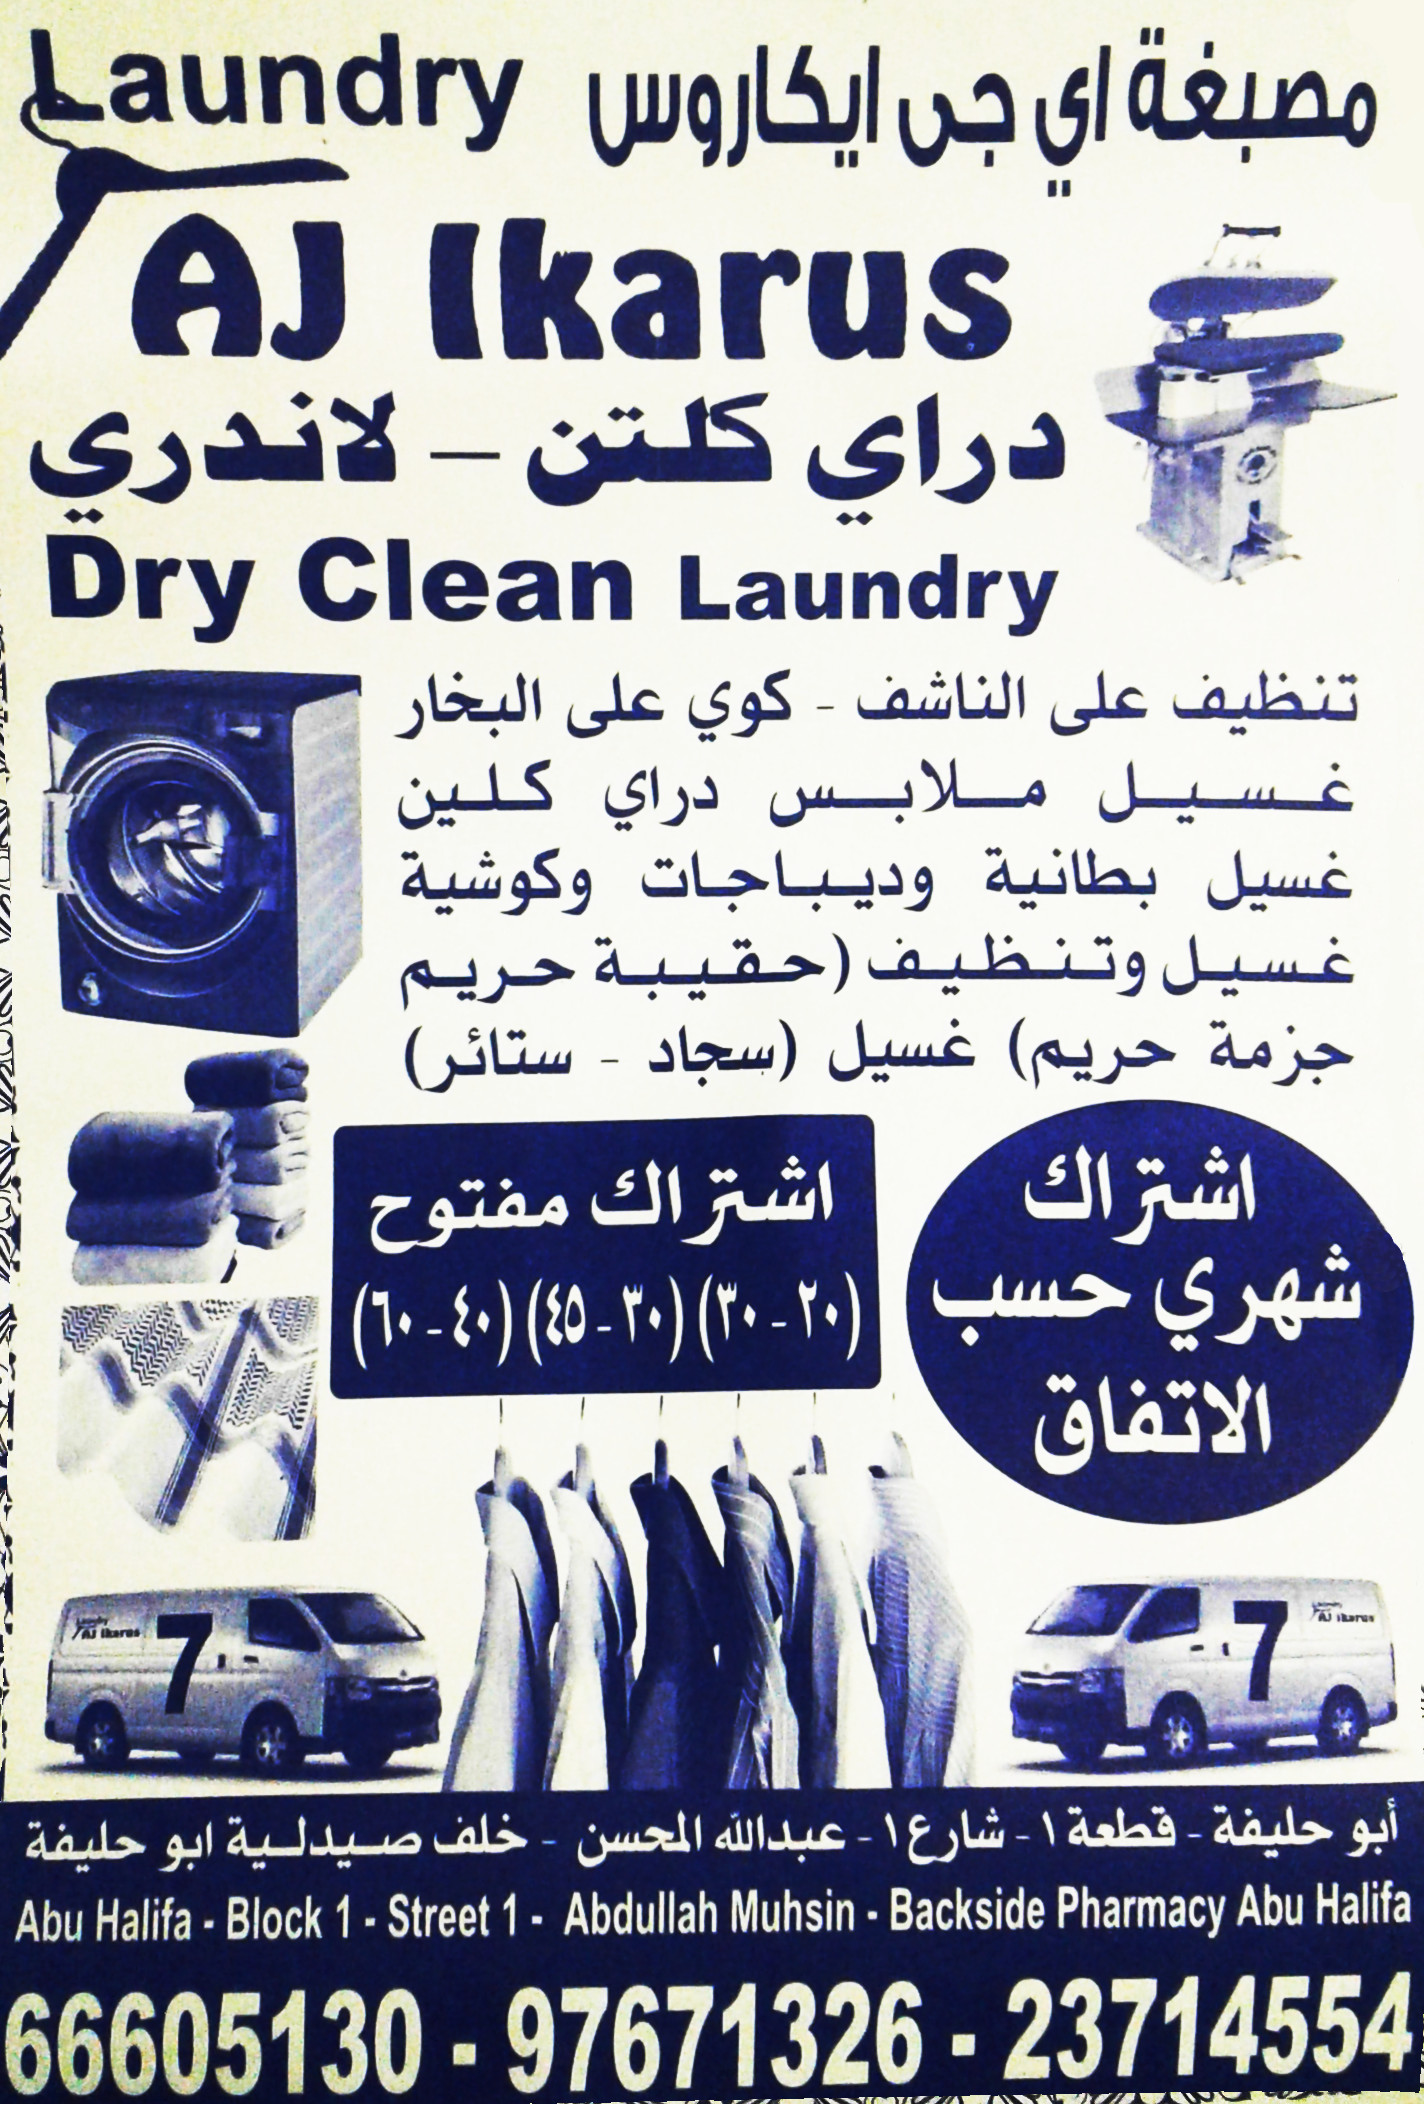 Laundry مصبغة اي جى ايكاروس
AJ Ikarus
دراي كلتن – لاندري
Dry Clean Laundry
تنظيف على الناشف - كوي على البخار
غسيل ملابس دراي كلين
غسيل بطانية وديباجات وكوشية
غسيل وتنظيف (حقيبة حريم
جزمة حريم) غسيل (سجاد - ستائر)
اشتراك مفتوح
(٢٠ - ٣٠) (٣٠ - ٤٥) (٤٠ - ٦٠)
اشتراك
شهري حسب
الاتفاق
Laundry
AJ Ikarus
7
7
Laundry
AJ Ikarus
أبو حليفة - قطعة ١ - شارع ١ - عبدالله المحسن - خلف صيدلية ابو حليفة
Abu Halifa - Block 1 - Street 1 - Abdullah Muhsin - Backside Pharmacy Abu Halifa
66605130 - 97671326 - 23714554